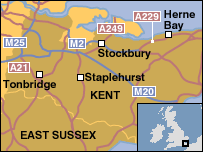 A229
Herne
Bay
A249
M25
M2
Stockbury
A21
Staplehurst
Tonbridge
KENT
M20
EAST SUSSEX